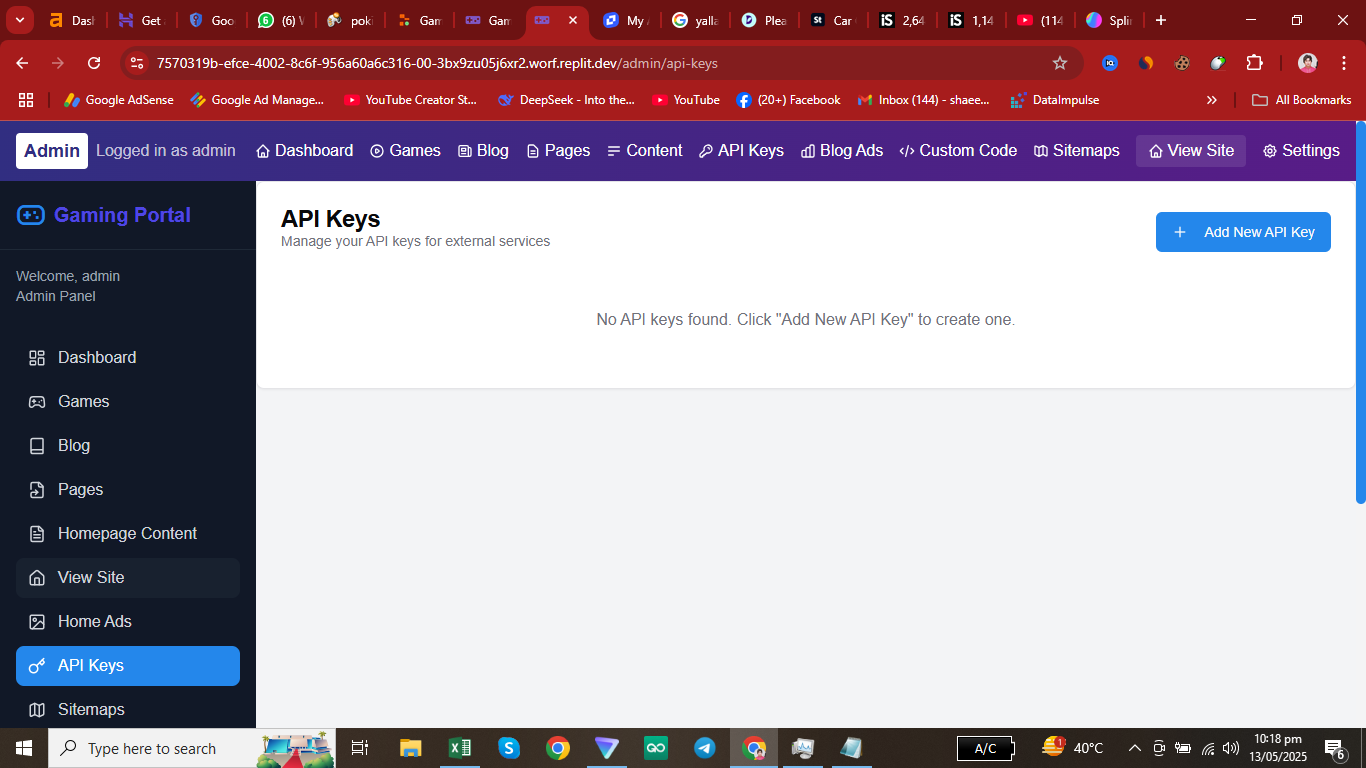 Dash
Get
Goo
6
(6) V
poki
Gam
Gam
My
yalla
Plea
St
Car
iS
2,64
iS
1,14
(114
Splin
7570319b-efce-4002-8c6f-956a60a6c316-00-3bx9zu05j6xr2.worf.replit.dev/admin/api-keys
Google AdSense
Google Ad Manage...
YouTube Creator St...
DeepSeek - Into the...
YouTube
(20+) Facebook
Inbox (144) - shaee...
DataImpulse
»
All Bookmarks
Admin
Logged in as admin
Dashboard
Games
Blog
Pages
Content
API Keys
Blog Ads
Custom Code
Sitemaps
View Site
Settings
Gaming Portal
Welcome, admin
Admin Panel
Dashboard
Games
Blog
Pages
Homepage Content
View Site
Home Ads
API Keys
Sitemaps
API Keys
Manage your API keys for external services
+ Add New API Key
No API keys found. Click "Add New API Key" to create one.
Type here to search
A/C
1
40°C
10:18 pm
13/05/2025
6